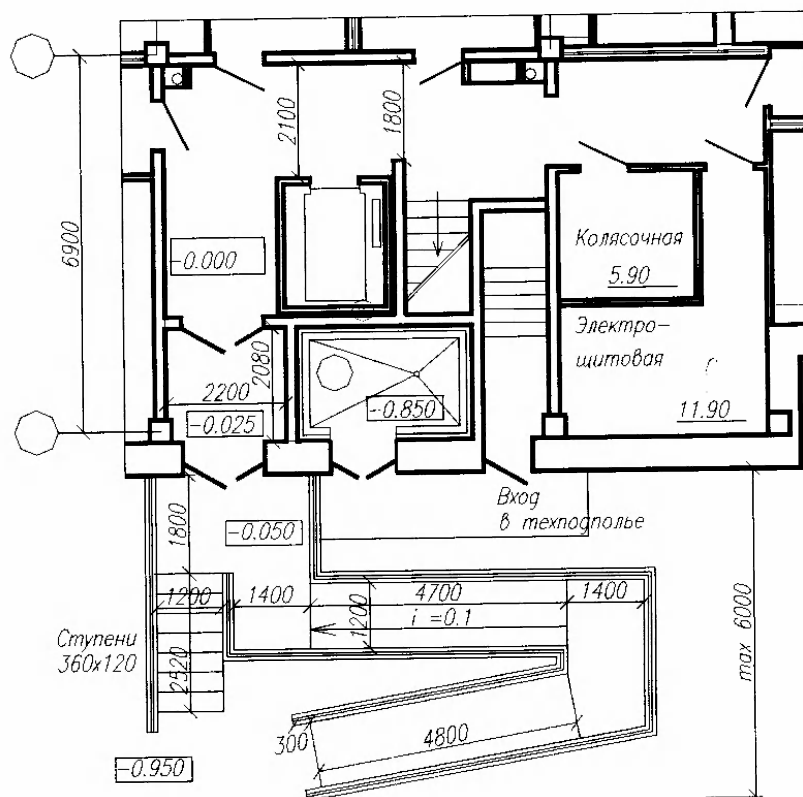 2100
1800
6900
-0.000
Колясочная
5.90
Электро-
щитовая
2080
2200
-0.850
11.90
-0.025
Вход
в техподполье
1800
-0.050
1200
1400
4700
1400
i =0.1
1200
max 6000
Ступени
360x120
2520
300
4800
-0.950